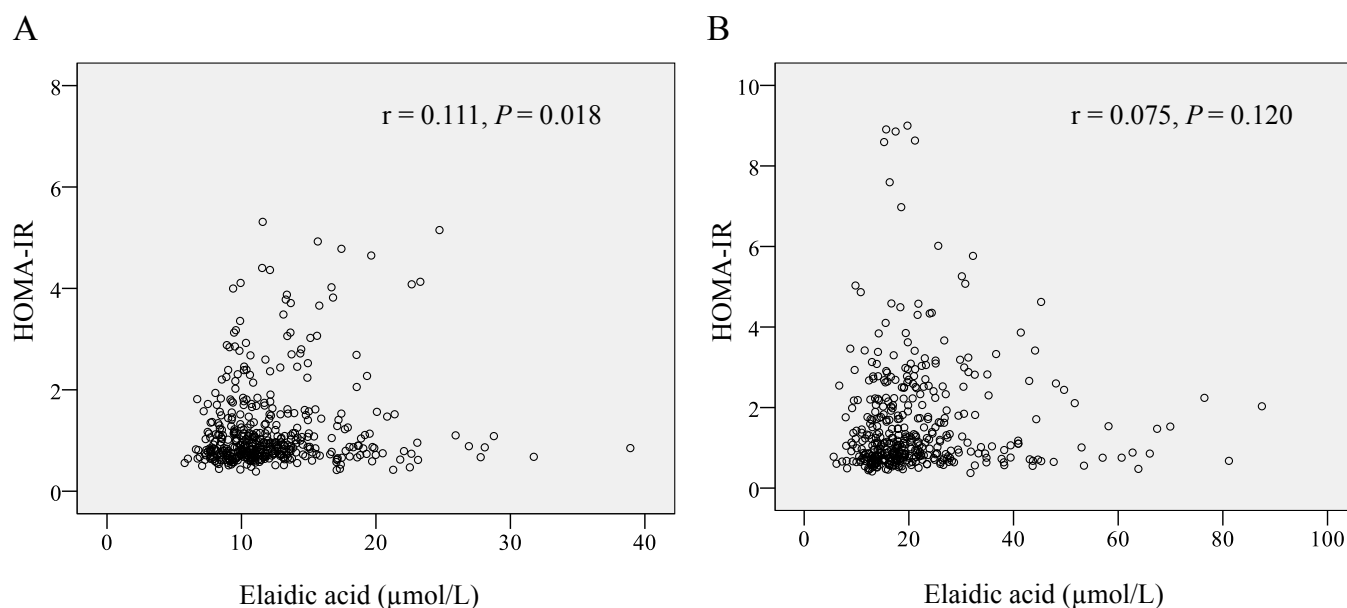 A
r = 0.111, P = 0.018
8
6
4
2
0
HOMA-IR
0 10 20 30 40
Elaidic acid (µmol/L)
B
r = 0.075, P = 0.120
10
8
6
4
2
0
HOMA-IR
0 20 40 60 80 100
Elaidic acid (µmol/L)